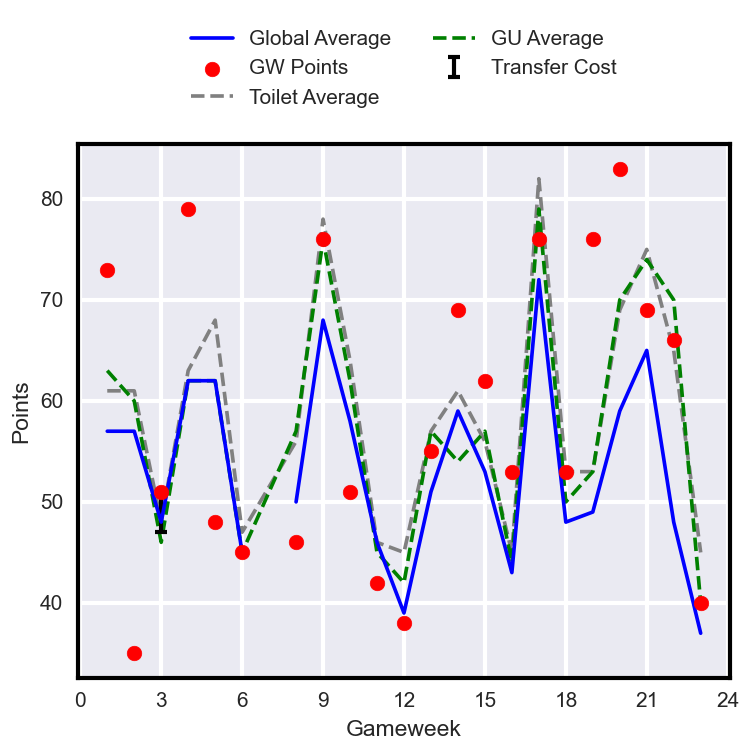 Global Average
GW Points
Toilet Average
GU Average
Transfer Cost
Points
80
70
60
50
40
0 3 6 9 12 15 18 21 24
Gameweek